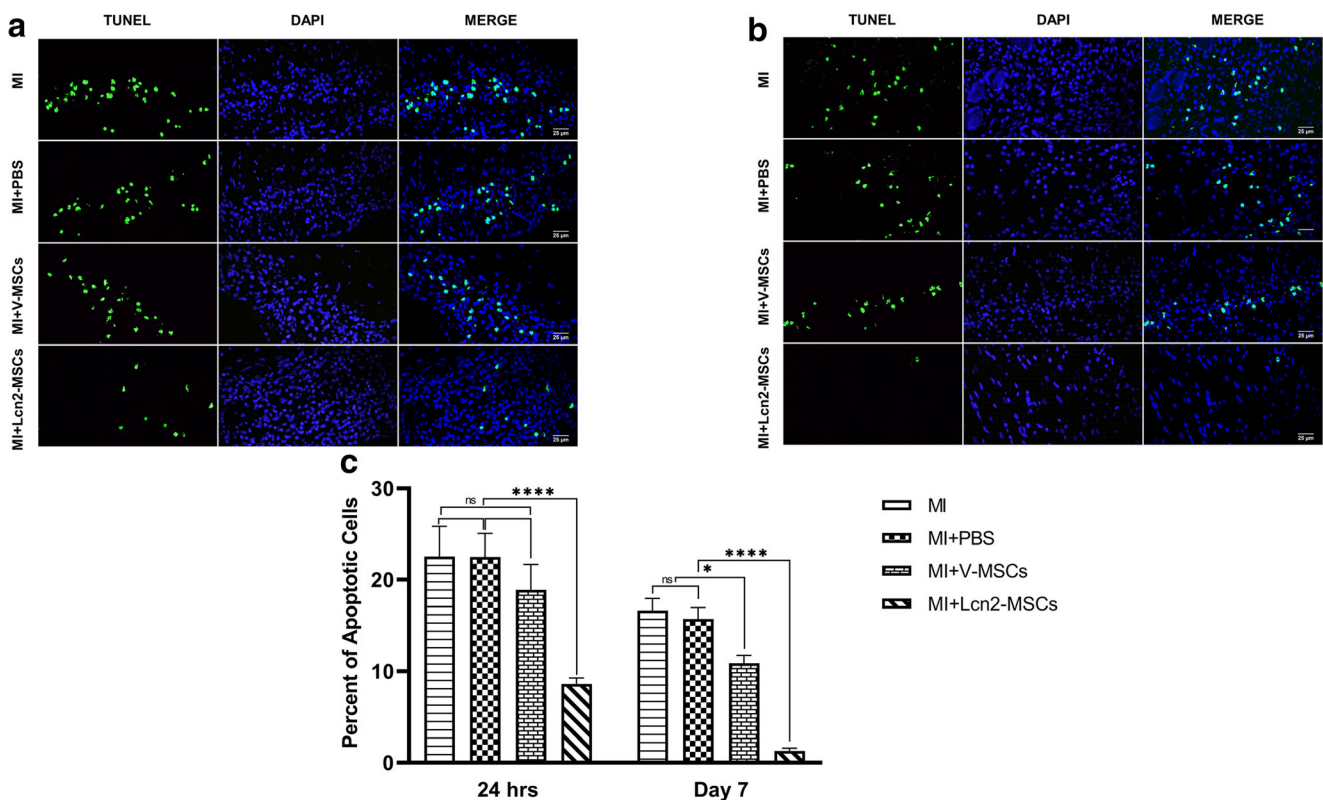 a
TUNEL DAPI MERGE
MI
25 µm
MI+PBS
25 µm
MI+V-MSCs
25 µm
MI+Lcn2-MSCs
25 µm
b
TUNEL DAPI MERGE
MI
25 µm
MI+PBS
MI+V-MSCs
25 µm
MI+Lcn2-MSCs
25 µm
c
Percent of Apoptotic Cells
30
20
10
0
ns ****
ns * ****
24 hrs Day 7
MI
MI+PBS
MI+V-MSCs
MI+Lcn2-MSCs